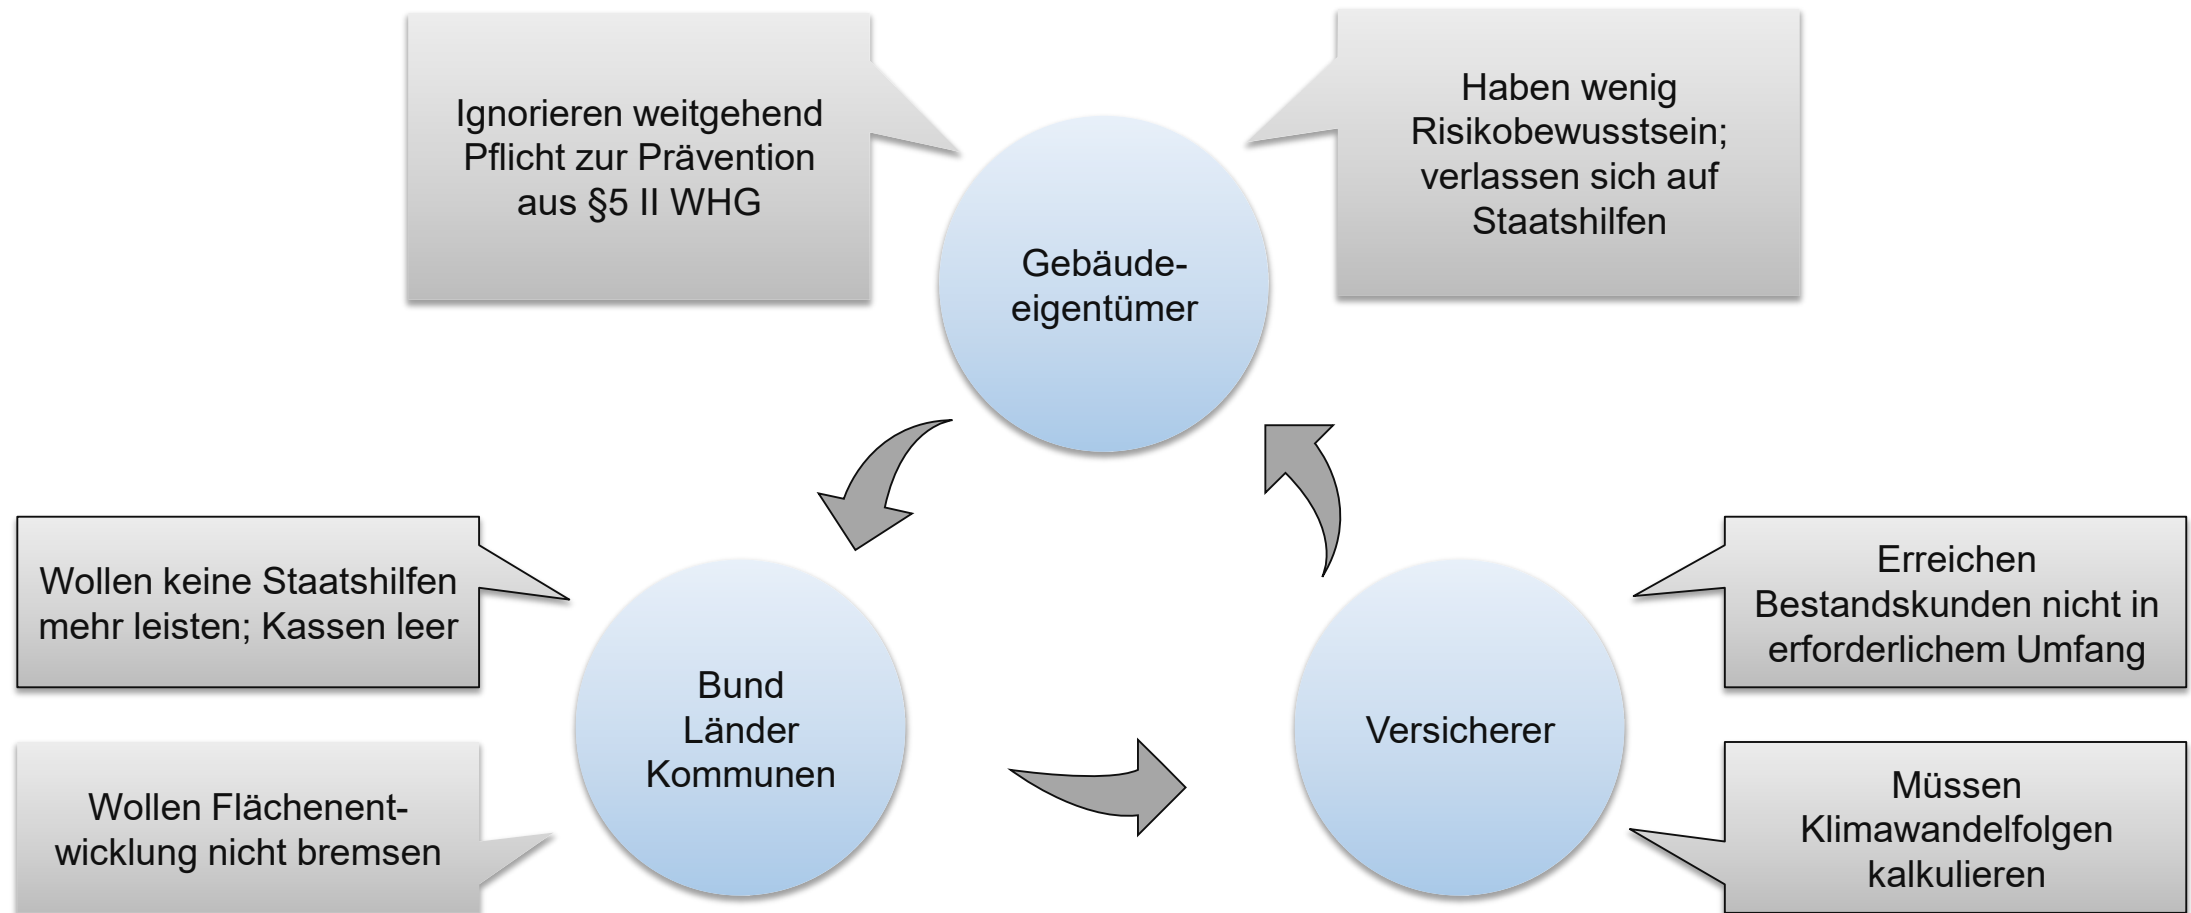 Ignorieren weitgehend
Pflicht zur Prävention
aus §5 II WHG
Haben wenig
Risikobewusstsein;
verlassen sich auf
Staatshilfen
Gebäude-
eigentümer
Wollen keine Staatshilfen
mehr leisten; Kassen leer
Wollen Flächenent-
wicklung nicht bremsen
Bund
Länder
Kommunen
Versicherer
Erreichen
Bestandskunden nicht in
erforderlichem Umfang
Müssen
Klimawandelfolgen
kalkulieren